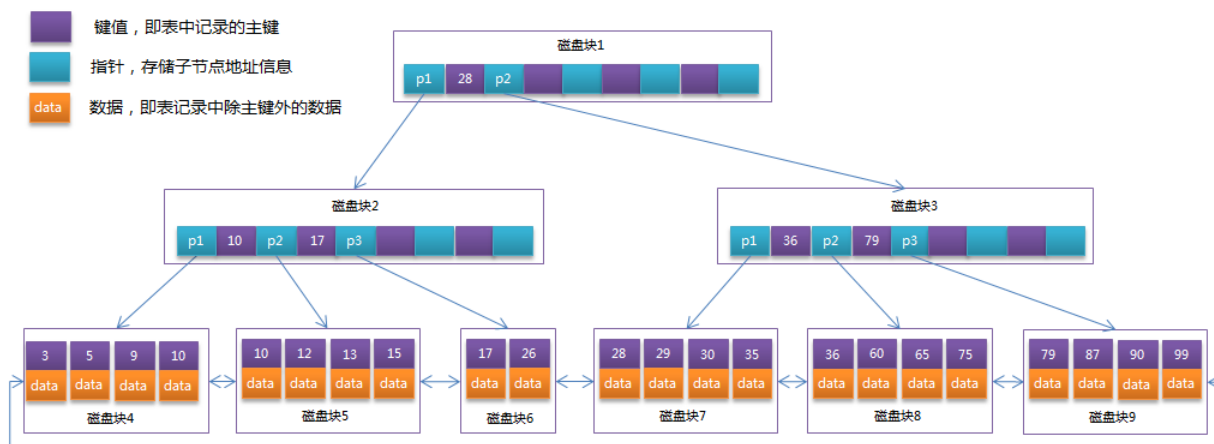 键值，即表中记录的主键
指针，存储子节点地址信息
data 数据，即表记录中除主键外的数据
磁盘块1
p1 28 p2
磁盘块2
p1 10 p2 17 p3
磁盘块3
p1 36 p2 79 p3
3 5 9 10
data data data data
磁盘块4
10 12 13 15
data data data data
磁盘块5
17 26
data data
磁盘块6
28 29 30 35
data data data data
磁盘块7
36 60 65 75
data data data data
磁盘块8
79 87 90 99
data data data data
磁盘块9